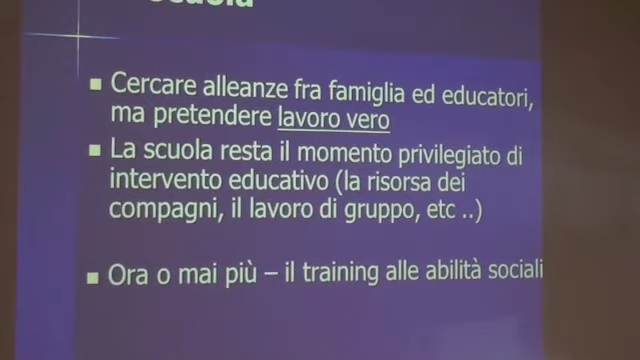 Scuola
Cercare alleanze fra famiglia ed educatori,
ma pretendere lavoro vero
La scuola resta il momento privilegiato di
intervento educativo (la risorsa dei
compagni, il lavoro di gruppo, etc ..)
Ora o mai più – il training alle abilità sociali